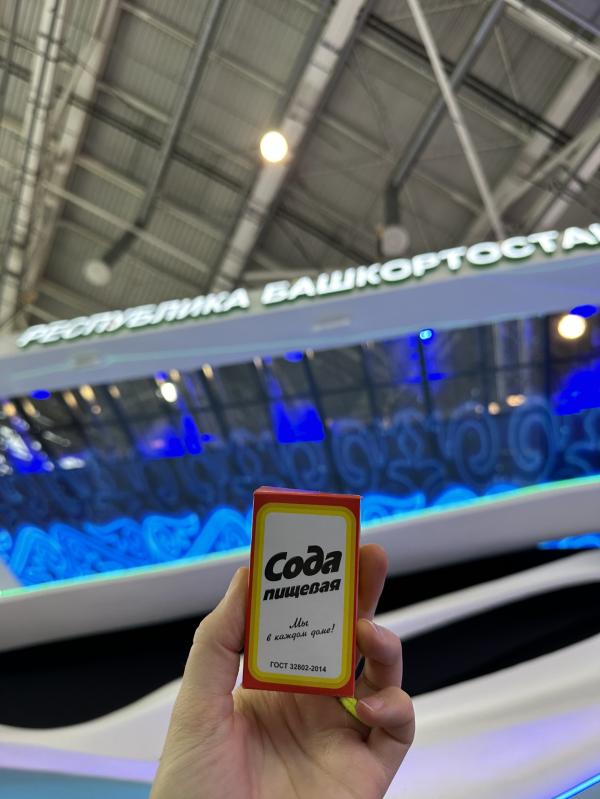 РЕСПУБЛИКА БАШКОРТОСТАН
Сода
пищевая
Мы
в каждом доме!
ГОСТ 32802-2014